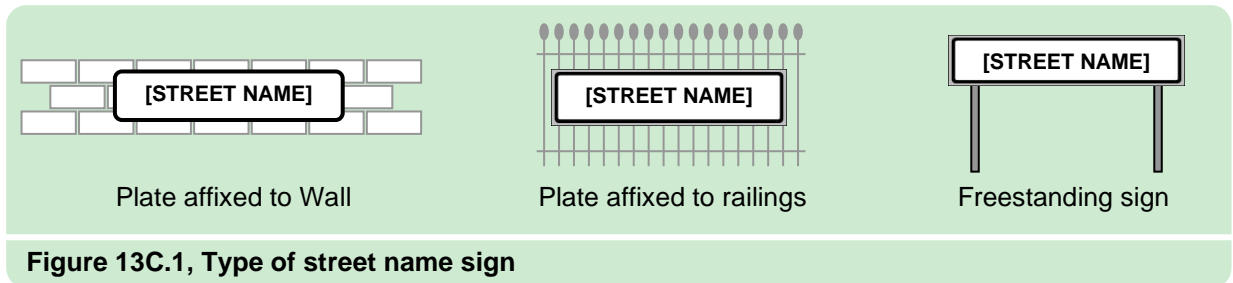 [STREET NAME]
[STREET NAME]
[STREET NAME]
Plate affixed to Wall
Plate affixed to railings
Freestanding sign
Figure 13C.1, Type of street name sign